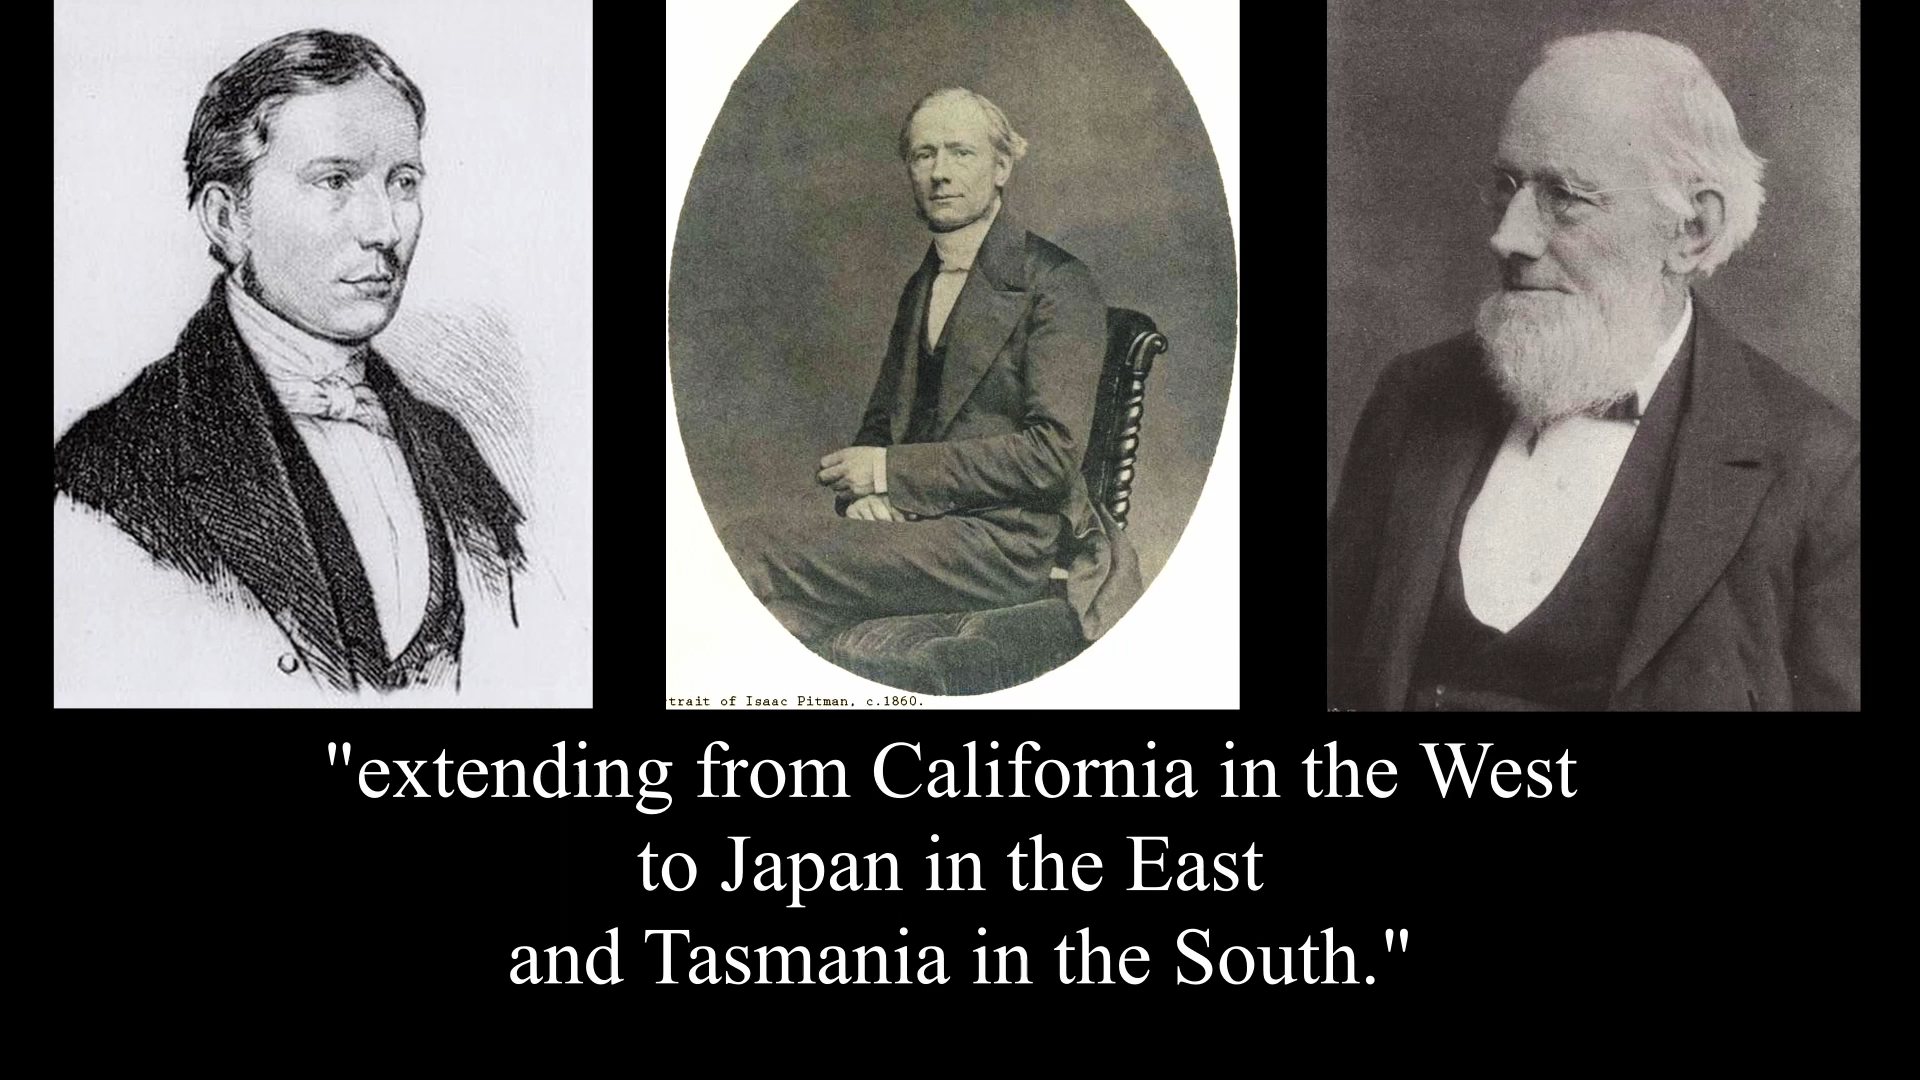 trait of Isaac Pitman, c.1860.
"extending from California in the West
to Japan in the East
and Tasmania in the South."